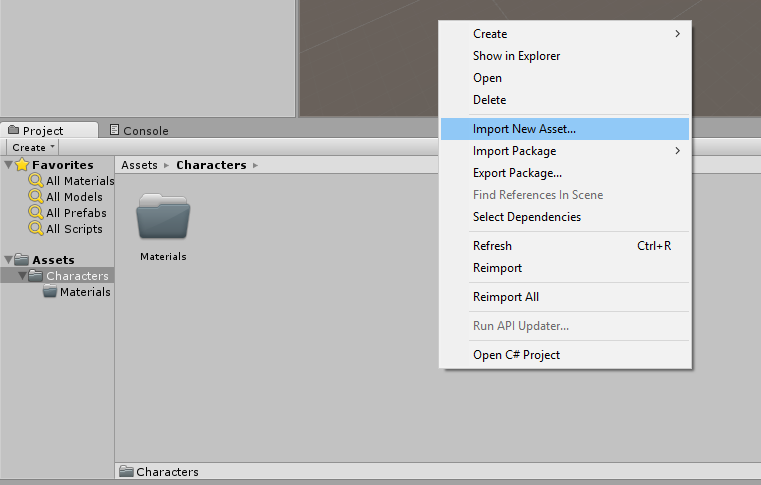 Create
Show in Explorer
Open
Delete
Import New Asset...
Import Package
Export Package...
Find References In Scene
Select Dependencies
Refresh Ctrl+R
Reimport
Reimport All
Run API Updater...
Open C# Project
Project Console
Create
Favorites
All Materials
All Models
All Prefabs
All Scripts
Assets
Characters
Materials
Assets Characters
Materials
Characters